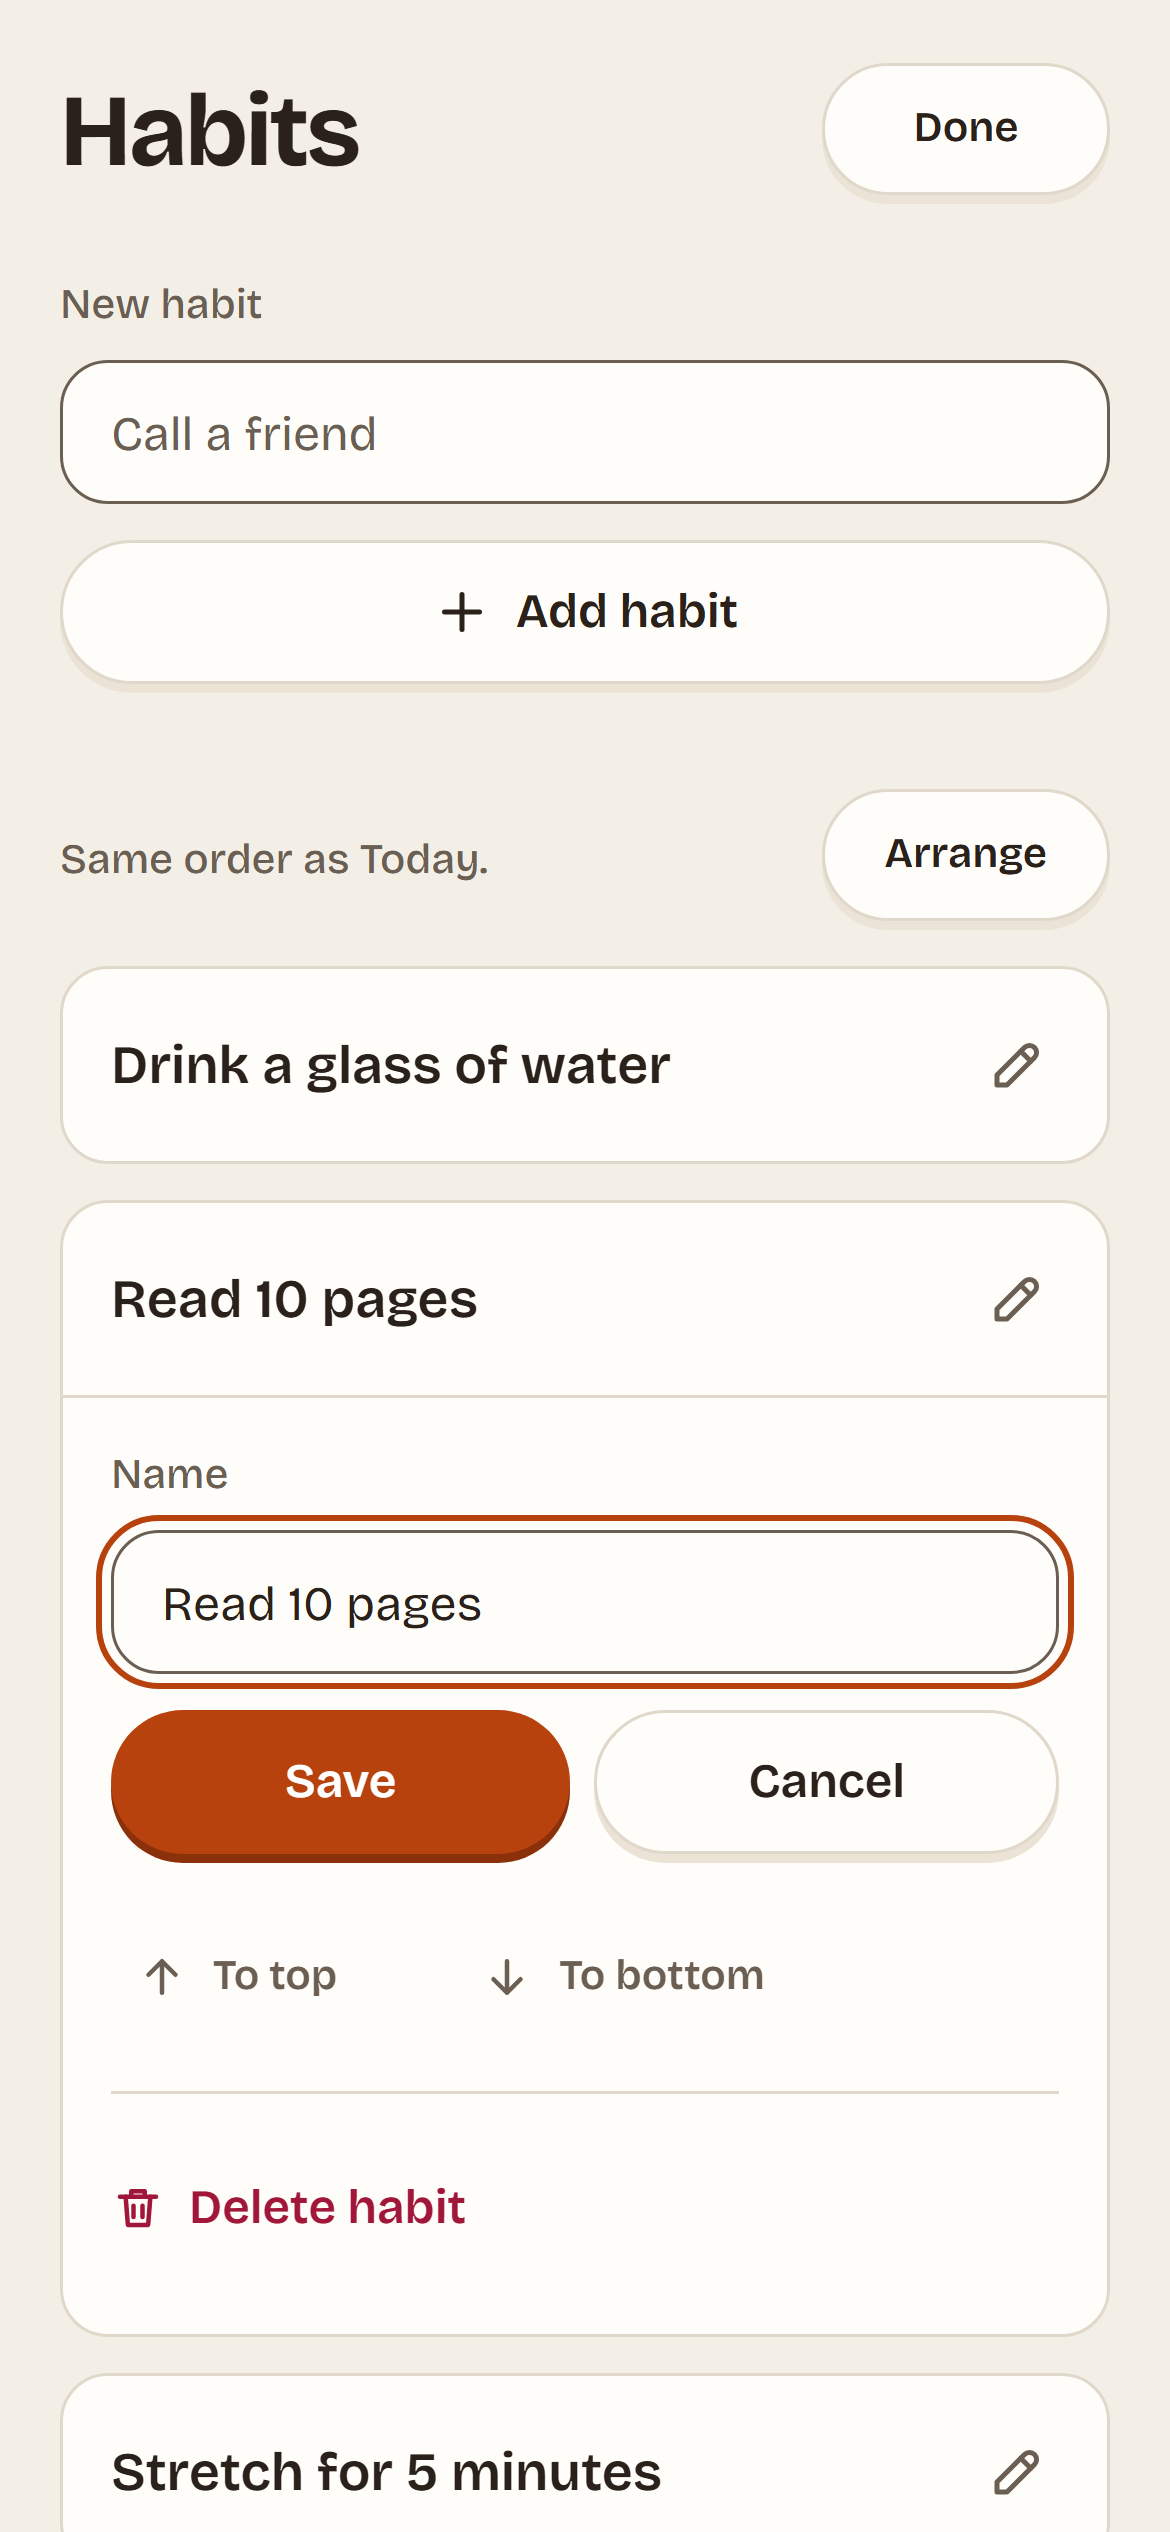 Habits
Done
New habit
Call a friend
Add habit
Same order as Today.
Arrange
Drink a glass of water
Read 10 pages
Name
Read 10 pages
Save
Cancel
To top
To bottom
Delete habit
Stretch for 5 minutes